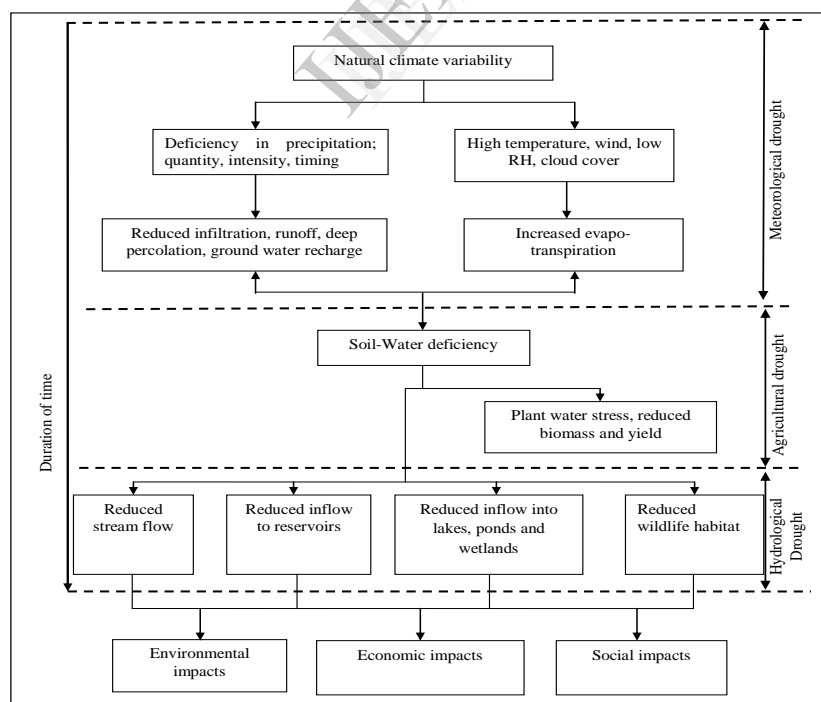 Natural climate variability
Deficiency in precipitation;
quantity, intensity, timing
High temperature, wind, low
RH, cloud cover
Reduced infiltration, runoff, deep
percolation, ground water recharge
Increased evapo-
transpiration
Meteorological drought
Soil-Water deficiency
Plant water stress, reduced
biomass and yield
Agricultural drought
Duration of time
Reduced
stream flow
Reduced inflow
to reservoirs
Reduced inflow into
lakes, ponds and
wetlands
Reduced
wildlife habitat
Hydrological
Drought
Environmental
impacts
Economic impacts
Social impacts